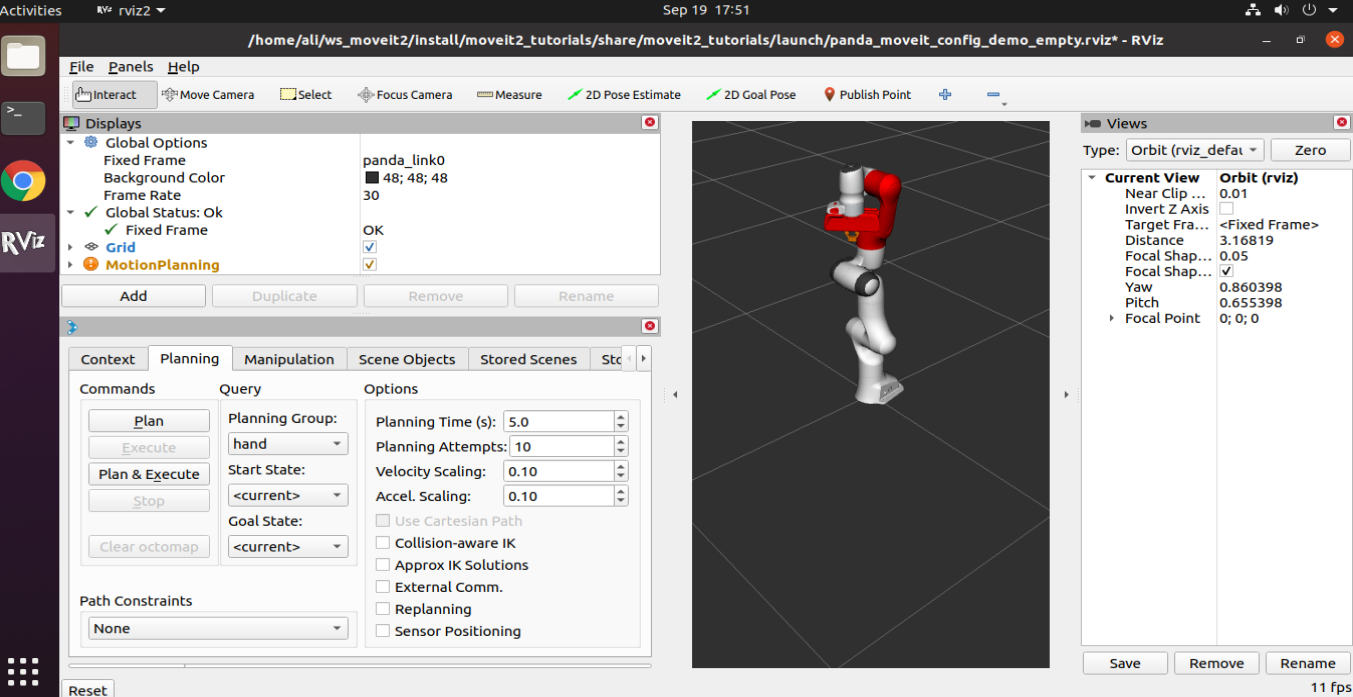 Activities
RViz rviz2
Sep 19 17:51
/home/ali/ws_moveit2/install/moveit2_tutorials/share/moveit2_tutorials/launch/panda_moveit_config_demo_empty.rviz* - RViz
File Panels Help
Interact Move Camera Select Focus Camera Measure 2D Pose Estimate 2D Goal Pose Publish Point
Displays
Global Options
Fixed Frame panda_link0
Background Color 48; 48; 48
Frame Rate 30
Global Status: Ok
Fixed Frame OK
Grid
MotionPlanning
Add Duplicate Remove Rename
Context Planning Manipulation Scene Objects Stored Scenes Sto
Commands
Plan
Execute
Plan & Execute
Stop
Clear octomap
Query
Planning Group:
hand
Start State:
<current>
Goal State:
<current>
Options
Planning Time (s): 5.0
Planning Attempts: 10
Velocity Scaling: 0.10
Accel. Scaling: 0.10
Use Cartesian Path
Collision-aware IK
Approx IK Solutions
External Comm.
Replanning
Sensor Positioning
Path Constraints
None
Reset
Views
Type: Orbit (rviz_defau Zero
Current View Orbit (rviz)
Near Clip ... 0.01
Invert Z Axis
Target Fra... <Fixed Frame>
Distance 3.16819
Focal Shap... 0.05
Focal Shap...
Yaw 0.860398
Pitch 0.655398
Focal Point 0; 0; 0
Save Remove Rename
11 fps
RViz